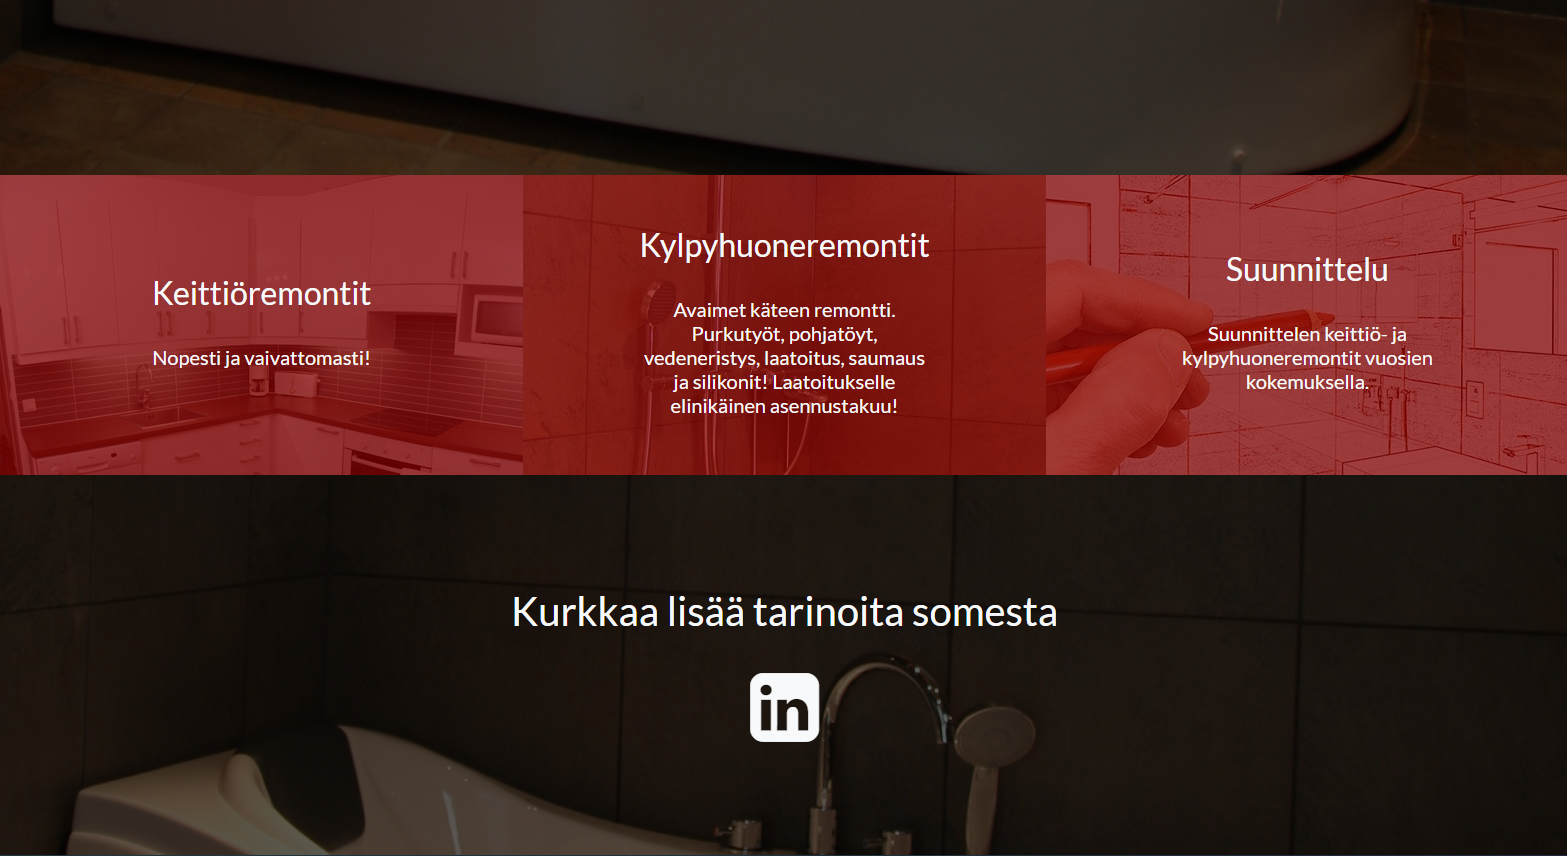 Keittiöremontit
Nopesti ja vaivattomasti!
Kylpyhuoneremontit
Avaimet käteen remontti.
Purkutyöt, pohjatöyt,
vedeneristys, laatoitus, saumaus
ja silikonit! Laatoitukselle
elinikäinen asennustakuu!
Suunnittelu
Suunnittelen keittiö- ja
kylpyhuoneremontit vuosien
kokemuksella.
Kurkkaa lisää tarinoita somesta
in